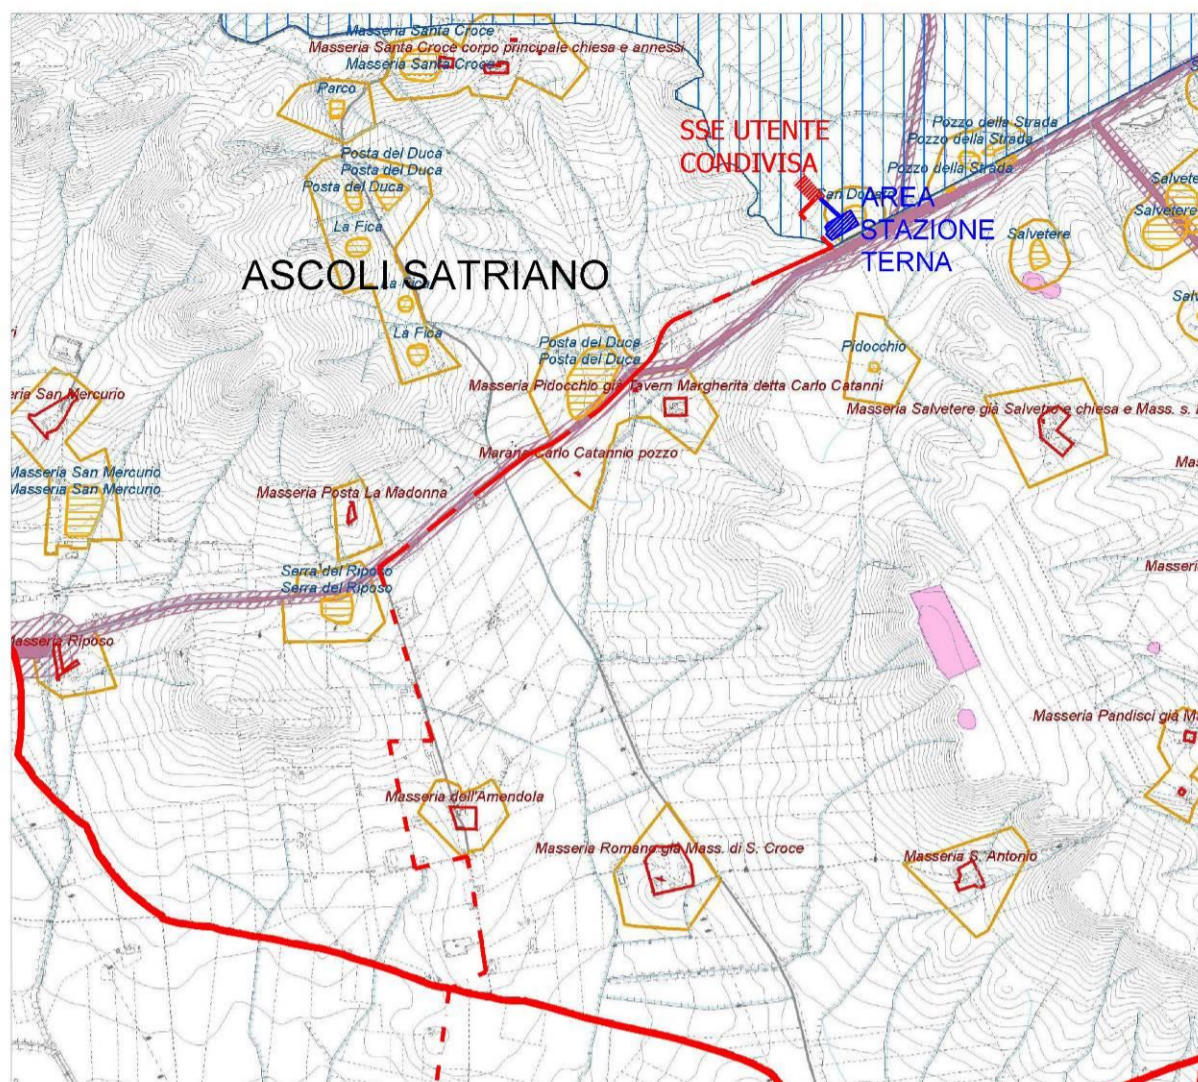 Masseria Santa Croce
Masseria Santa Croce corpo principale chiesa e annessi
Masseria Santa Croce
Parco
SSE UTENTE
CONDIVISA
Pozzo della Strada
Pozzo della Strada
Pozzo della Strada
Posta del Duca
Posta del Duca
Posta del Duca
Salvetere
Salvetere
AREA
STAZIONE
TERNA
La Fica
Salvetere
ASCOLI SATRIANO
La Fica
La Fica
Posta del Duca
Posta del Duca
Pidocchio
Masseria Pidocchio già Tavern Margherita detta Carlo Catanni
eria San Mercurio
Masseria Salvetere già Salvetro e chiesa e Mass. s.
Marana Carlo Catannio pozzo
Masseria San Mercurio
Masseria San Mercurio
Masseria Posta La Madonna
Serra del Riposo
Serra del Riposo
Masseri
Masseria Riposo
Masseria Pandisci già M
Masseria dell'Amendola
Masseria Romano già Mass. di S. Croce
Masseria S. Antonio